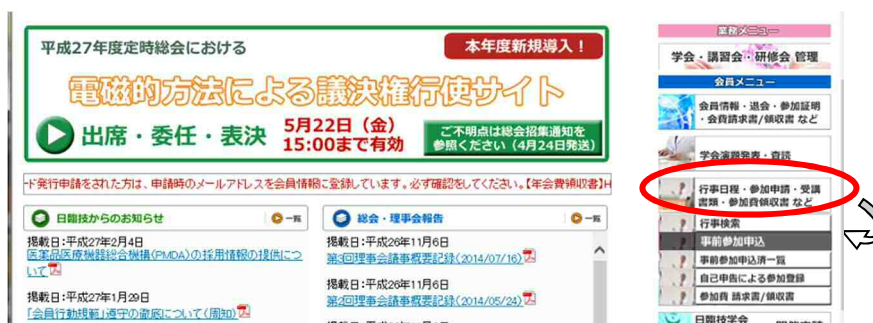 平成27年度定時総会における
本年度新規導入！
電磁的方法による議決権行使サイト
出席・委任・表決
5月22日（金）
15:00まで有効
ご不明点は総会招集通知を
参照ください（4月24日発送）
ード発行申請をされた方は、申請時のメールアドレスを会員情報に登録しています。必ず確認をしてください。【年会費領収書】H
日臨技からのお知らせ
一覧
掲載日：平成27年2月4日
医薬品医療機器総合機構（PMDA）の採用情報の提供につ
いて
掲載日：平成27年1月29日
「会員行動規範」遵守の徹底について（周知）
総会・理事会報告
一覧
掲載日：平成26年11月6日
第3回理事会議事概要記録（2014/07/16）
掲載日：平成26年11月6日
第2回理事会議事概要記録（2014/05/24）
業務メニュー
学会・講習会・研修会 管理
会員メニュー
会員情報・退会・参加証明
・会費請求書/領収書 など
学会演題発表・査読
行事日程・参加申請・受講
書類・参加費領収書 など
行事検索
事前参加申込
事前参加申込済一覧
自己申告による参加登録
参加費 請求書/領収書
日臨技学会